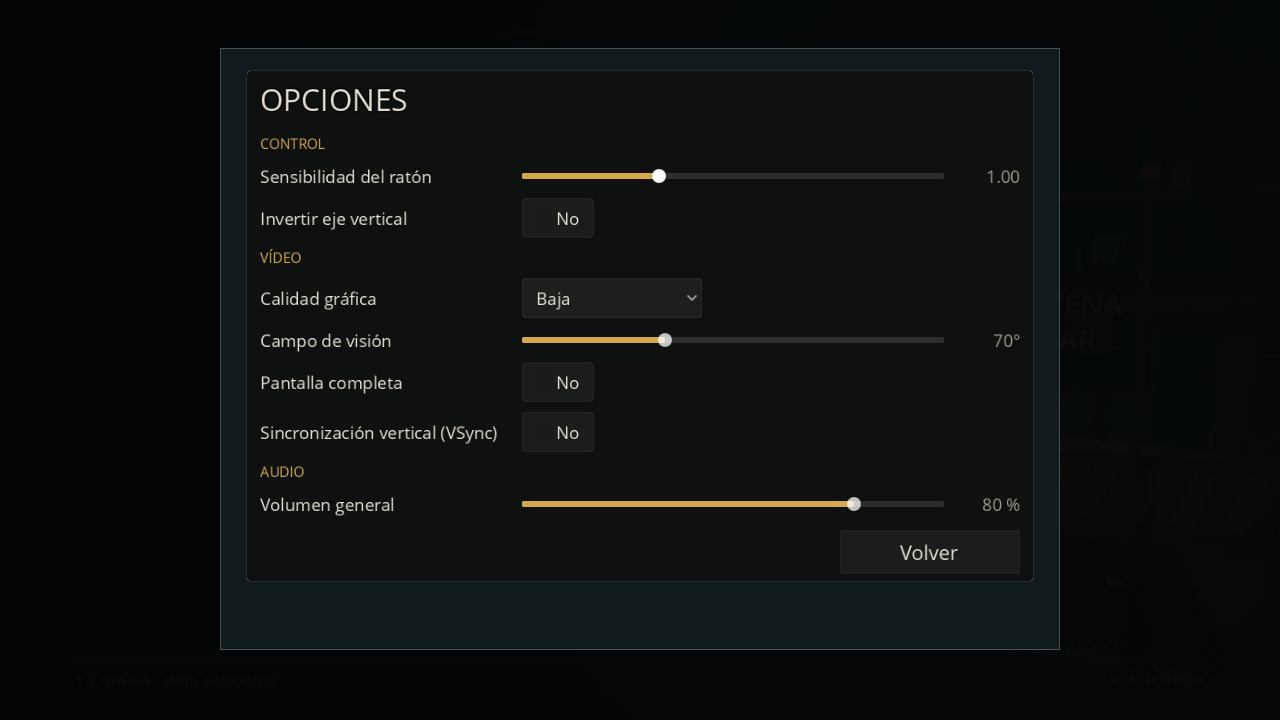 OPCIONES
CONTROL
Sensibilidad del ratón 1.00
Invertir eje vertical No
VÍDEO
Calidad gráfica Baja
Campo de visión 70°
Pantalla completa No
Sincronización vertical (VSync) No
AUDIO
Volumen general 80 %
Volver